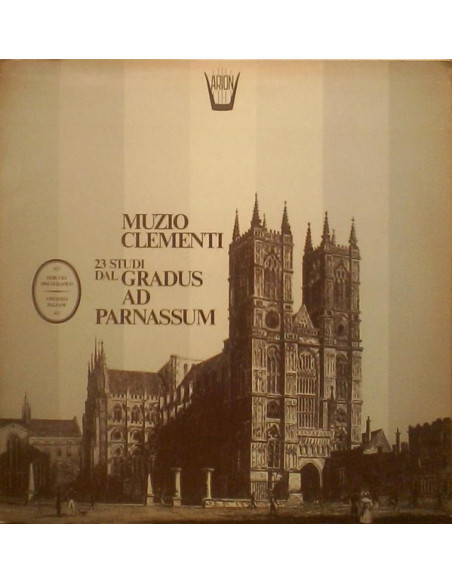 ARION
MUZIO
CLEMENTI
23 STUDI
DAL GRADUS
AD
PARNASSUM